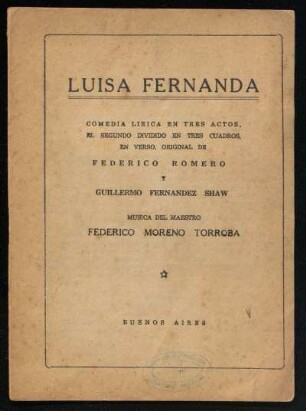 LUISA FERNANDA
COMEDIA LIRICA EN TRES ACTOS,
EL SEGUNDO DIVIDIDO EN TRES CUADROS,
EN VERSO, ORIGINAL DE
FEDERICO ROMERO
Y
GUILLERMO FERNANDEZ SHAW
MUSICA DEL MAESTRO
FEDERICO MORENO TORROBA
BUENOS AIRES